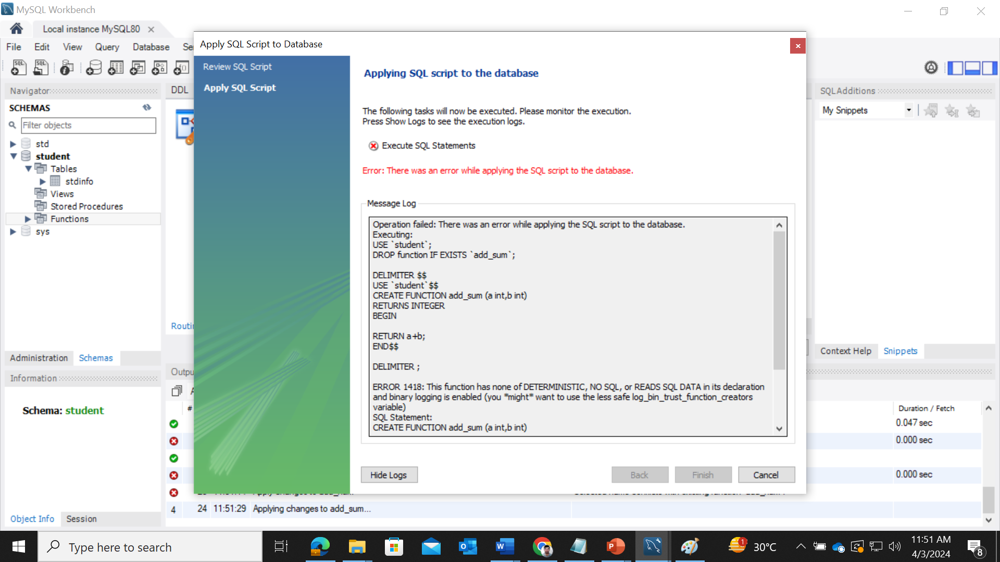 MySQL Workbench
Local instance MySQL80
File Edit View Query Database Se
Apply SQL Script to Database
Review SQL Script
Apply SQL Script
Applying SQL script to the database
The following tasks will now be executed. Please monitor the execution.
Press Show Logs to see the execution logs.
Execute SQL Statements
Error: There was an error while applying the SQL script to the database.
Message Log
Operation failed: There was an error while applying the SQL script to the database.
Executing:
USE `student`;
DROP function IF EXISTS `add_sum`;
DELIMITER $$
USE `student`$$
CREATE FUNCTION add_sum (a int,b int)
RETURNS INTEGER
BEGIN
RETURN a+b;
END$$
DELIMITER ;
ERROR 1418: This function has none of DETERMINISTIC, NO SQL, or READS SQL DATA in its declaration
and binary logging is enabled (you *might* want to use the less safe log_bin_trust_function_creators
variable)
SQL Statement:
CREATE FUNCTION add_sum (a int,b int)
Hide Logs
Back
Finish
Cancel
Navigator
SCHEMAS
Filter objects
std
student
Tables
stdinfo
Views
Stored Procedures
Functions
sys
Administration Schemas
Information
Schema: student
Object Info Session
DDL
Routi
Outpu
#
Duration / Fetch
0.047 sec
0.000 sec
0.000 sec
4 24 11:51:29 Applying changes to add_sum...
SQLAdditions
My Snippets
Context Help Snippets
Type here to search
1
30°C
11:51 AM
4/3/2024
8